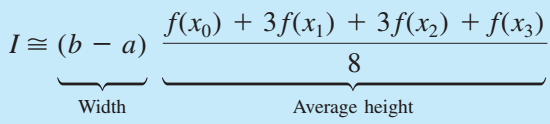 I ≅ (b − a) f(x₀) + 3f(x₁) + 3f(x₂) + f(x₃)
8
Width Average height